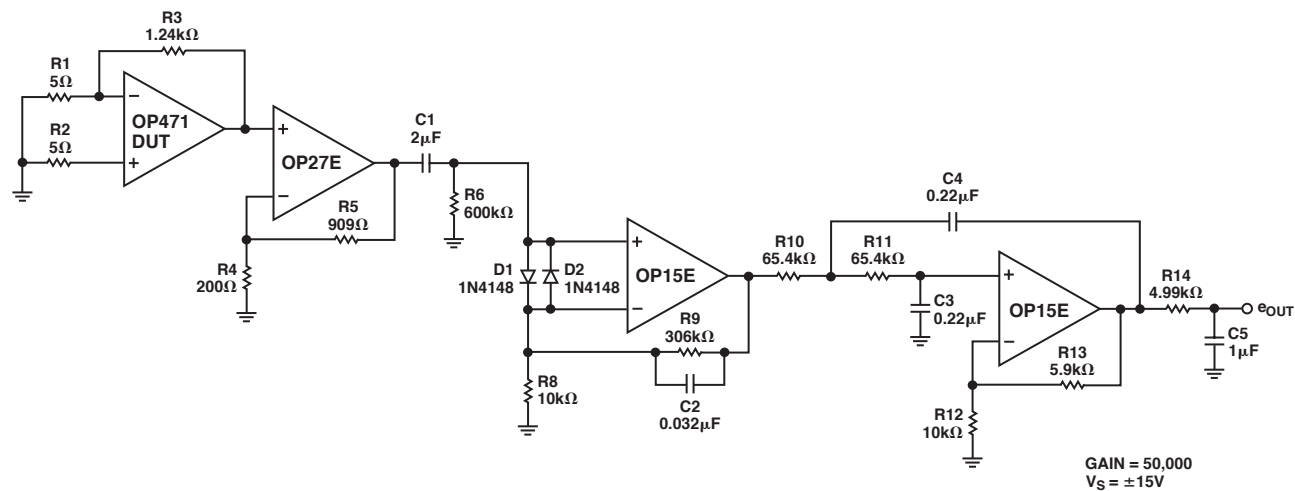 R3
1.24kΩ
R1
5Ω
R2
5Ω
−
+
OP471
DUT
+
−
OP27E
R5
909Ω
R4
200Ω
C1
2μF
R6
600kΩ
D1
1N4148
D2
1N4148
+
−
OP15E
R9
306kΩ
C2
0.032μF
R8
10kΩ
R10
65.4kΩ
R11
65.4kΩ
C4
0.22μF
C3
0.22μF
+
−
OP15E
R13
5.9kΩ
R12
10kΩ
R14
4.99kΩ
eOUT
C5
1μF
GAIN = 50,000
VS = ±15V